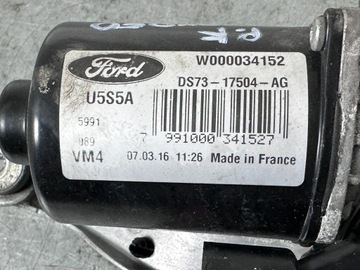 Ford
W000034152
DS73-17504-AG
U5S5A
5991
089
7 991000 341527
VM4
07.03.16 11:26 Made in France